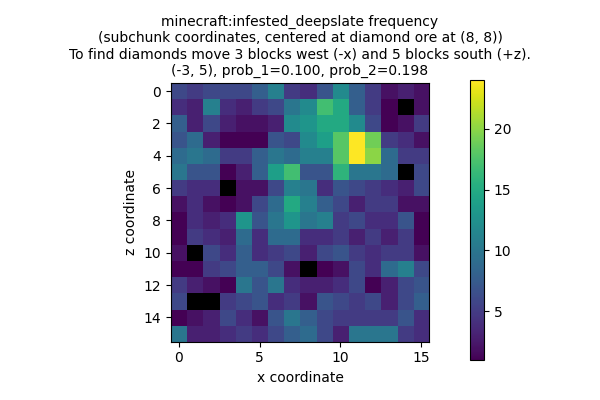 minecraft:infested_deepslate frequency
(subchunk coordinates, centered at diamond ore at (8, 8))
To find diamonds move 3 blocks west (-x) and 5 blocks south (+z).
(-3, 5), prob_1=0.100, prob_2=0.198
0
2
4
6
8
10
12
14
z coordinate
0
5
10
15
x coordinate
20
15
10
5